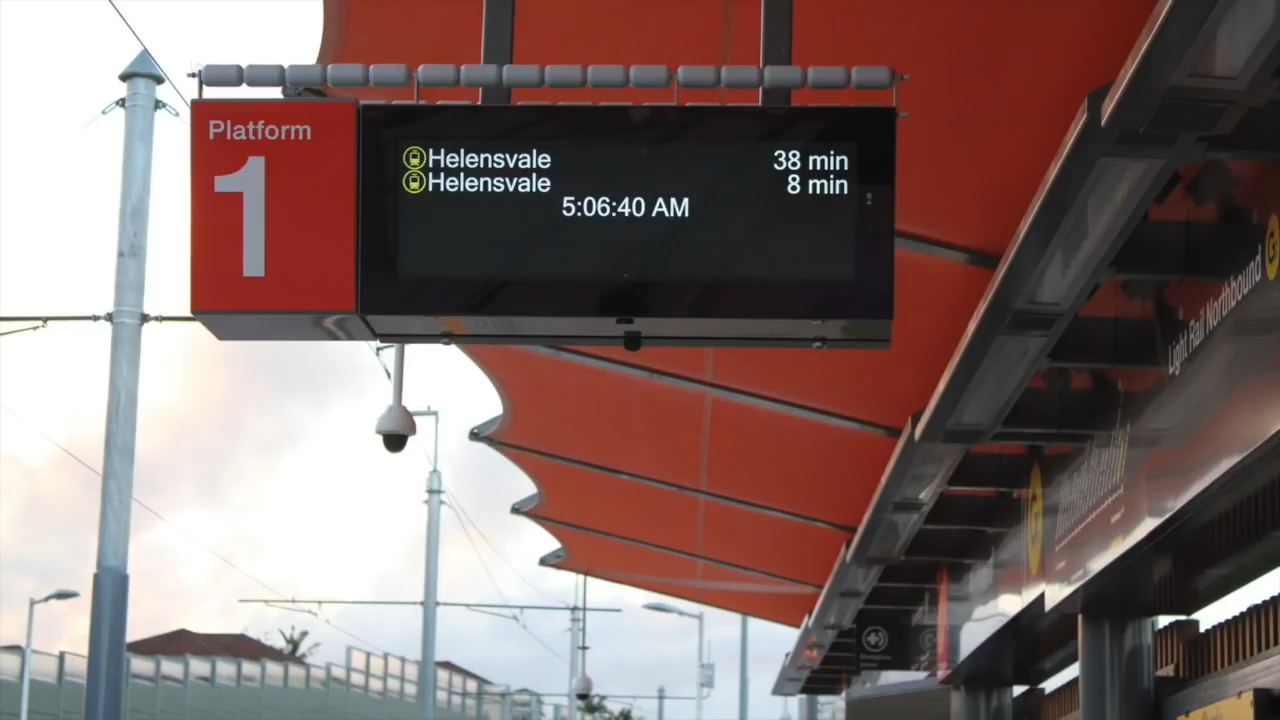 Platform
1
Helensvale 38 min
Helensvale 8 min
5:06:40 AM
Light Rail Northbound
G
G